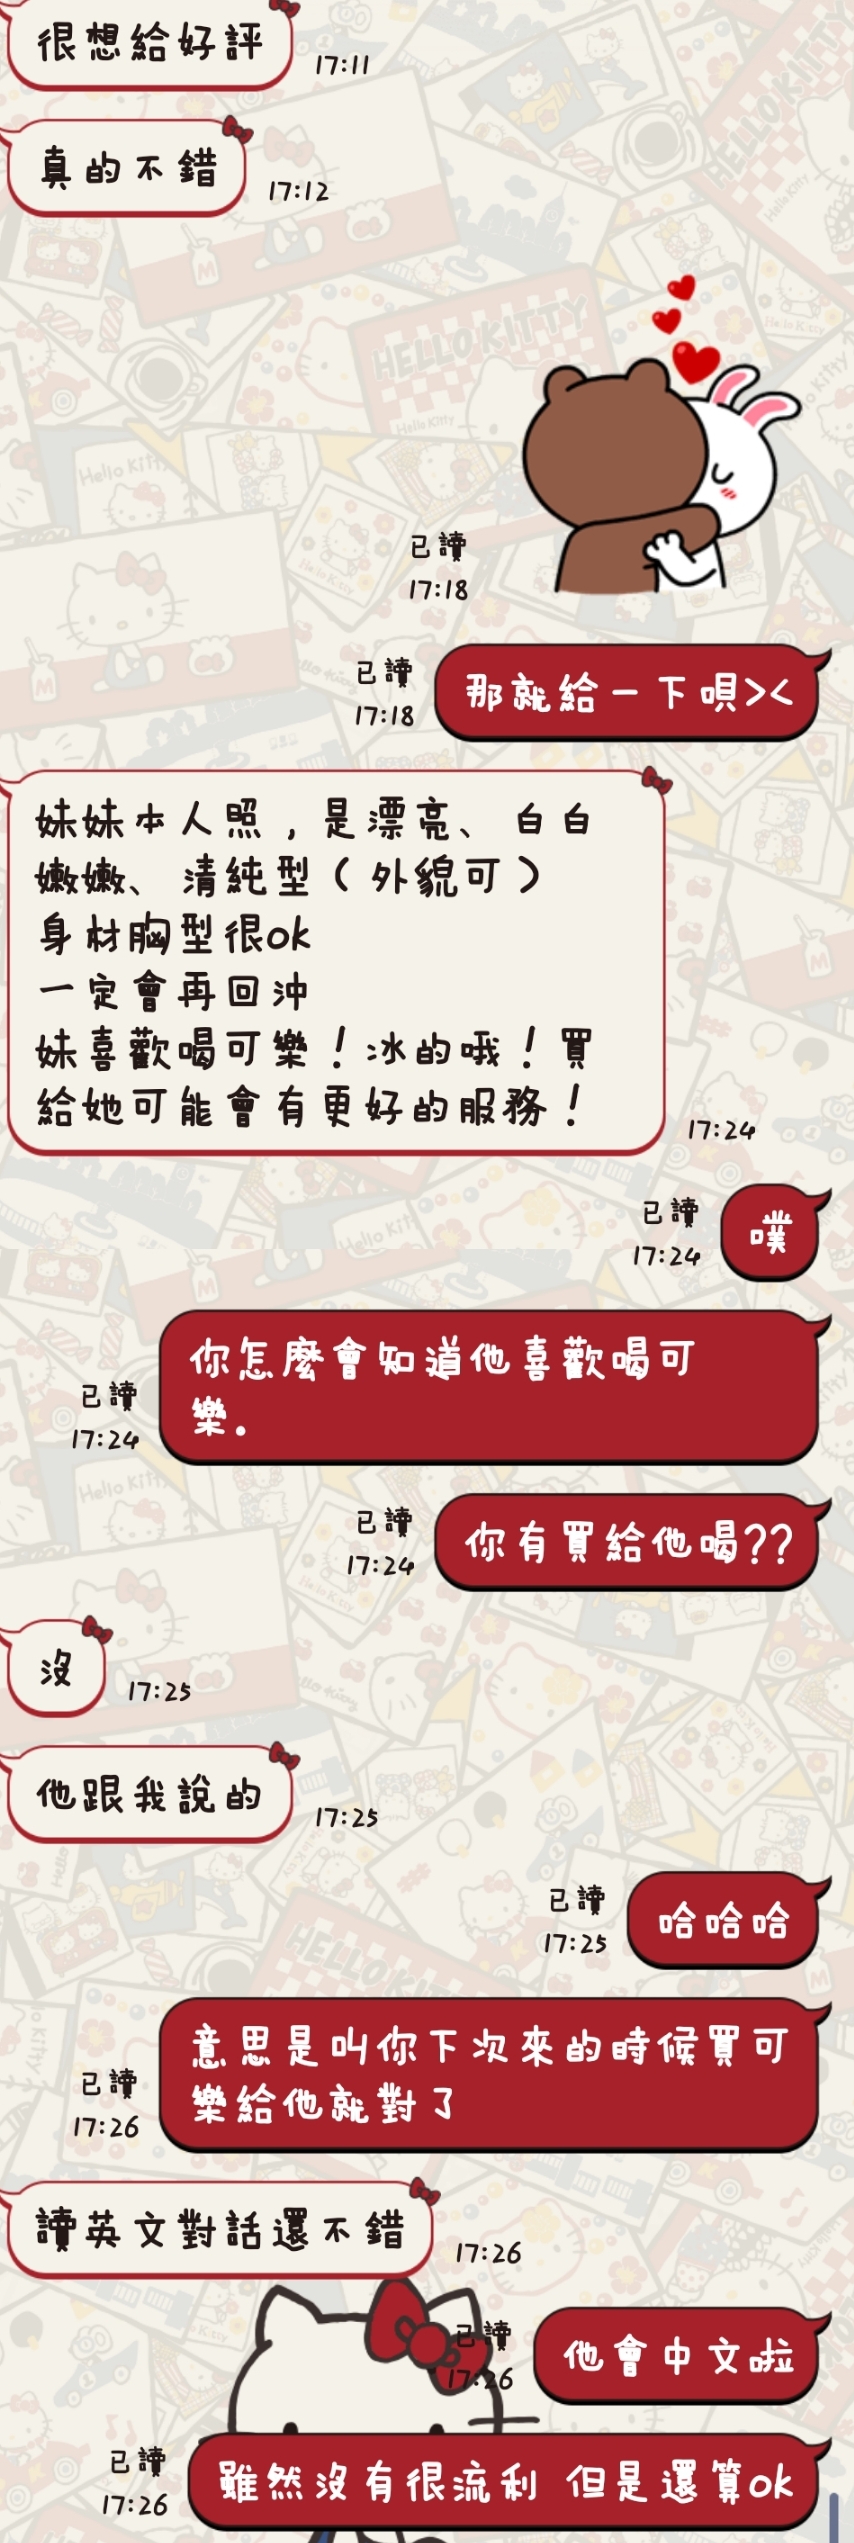 很想給好評
17:11
真的不錯
17:12
HELLO KITTY
已讀
17:18
已讀
17:18
那就給一下唄><
妹妹本人照,是漂亮、白白
嫩嫩、清純型(外貌可)
身材胸型很ok
一定會再回沖
妹喜歡喝可樂!冰的哦!買
給她可能會有更好的服務!
17:24
已讀
17:24
噗
你怎麼會知道他喜歡喝可
樂.
已讀
17:24
已讀
17:24
你有買給他喝??
沒
17:25
他跟我說的
17:25
已讀
17:25
哈哈哈
意思是叫你下次來的時候買可
樂給他就對了
已讀
17:26
讀英文對話還不錯
17:26
已讀
17:26
他會中文啦
已讀
17:26
雖然沒有很流利 但是還算ok